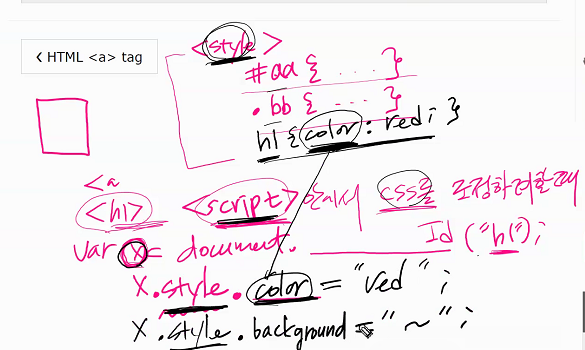 ‹ HTML <a> tag
<style>
#aa { . . . . }
.bb { . . . }
h1 { color : red ; }
<a
<h1> <script> 안에서 css를 조정하려할때
var x = document. Id ("h1");
x.style.color = "red" ;
x.style.background = "~" ;